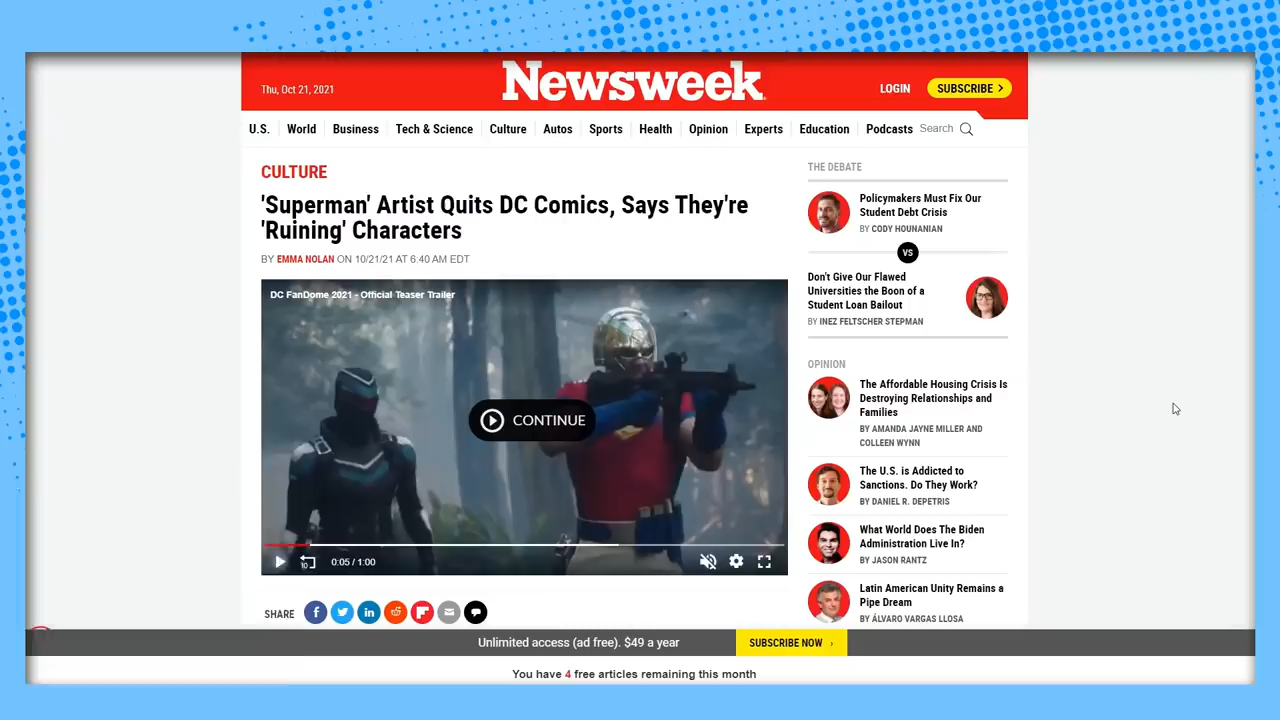 Newsweek
Thu, Oct 21, 2021
LOGIN
SUBSCRIBE
U.S. World Business Tech & Science Culture Autos Sports Health Opinion Experts Education Podcasts Search
CULTURE
'Superman' Artist Quits DC Comics, Says They're
'Ruining' Characters
BY EMMA NOLAN ON 10/21/21 AT 6:40 AM EDT
DC FanDome 2021 - Official Teaser Trailer
CONTINUE
10
0:05 / 1:00
SHARE
THE DEBATE
Policymakers Must Fix Our
Student Debt Crisis
BY CODY HOUNANIAN
VS
Don't Give Our Flawed
Universities the Boon of a
Student Loan Bailout
BY INEZ FELTSCHER STEPMAN
OPINION
The Affordable Housing Crisis Is
Destroying Relationships and
Families
BY AMANDA JAYNE MILLER AND
COLLEEN WYNN
The U.S. is Addicted to
Sanctions. Do They Work?
BY DANIEL R. DEPETRIS
What World Does The Biden
Administration Live In?
BY JASON RANTZ
Latin American Unity Remains a
Pipe Dream
BY ÁLVARO VARGAS LLOSA
Unlimited access (ad free). $49 a year
SUBSCRIBE NOW ›
You have 4 free articles remaining this month